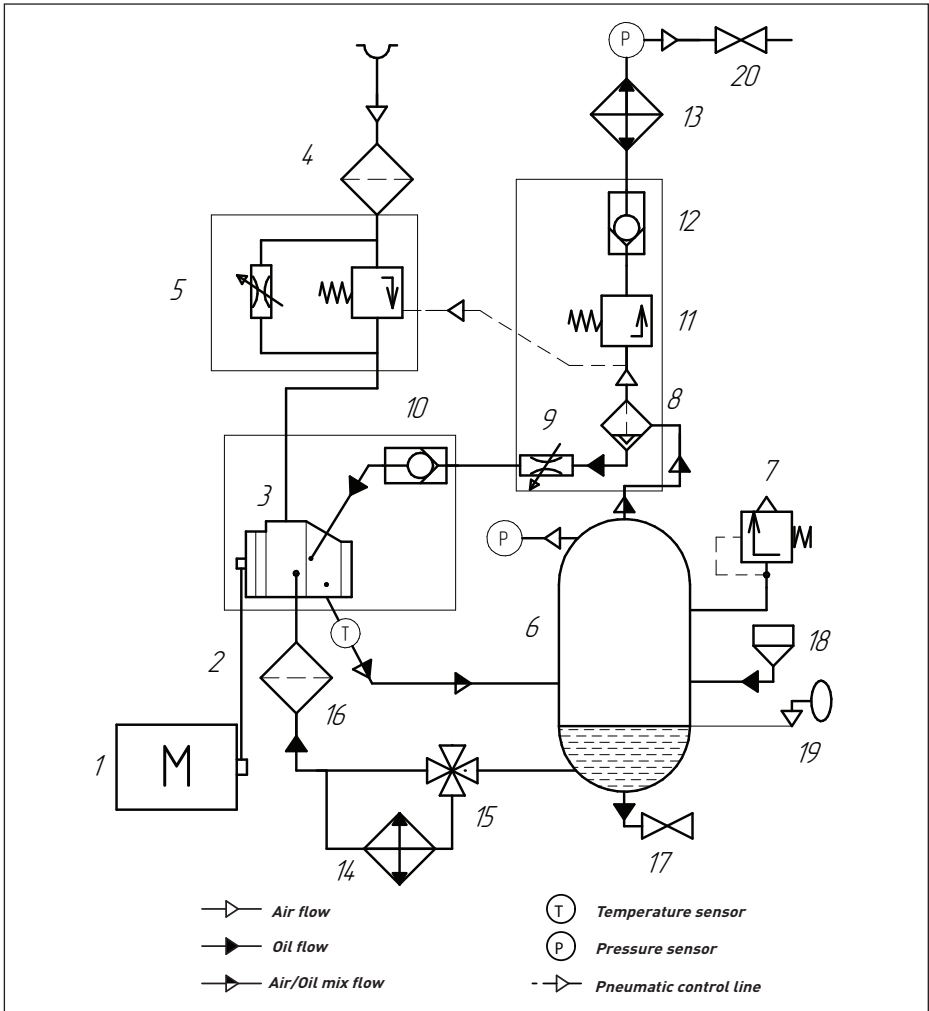 P
20
13
4
12
5
11
10
9
8
7
3
P
6
T
18
2
16
19
1
M
15
14
17
Air flow
T Temperature sensor
Oil flow
P Pressure sensor
Air/Oil mix flow
Pneumatic control line